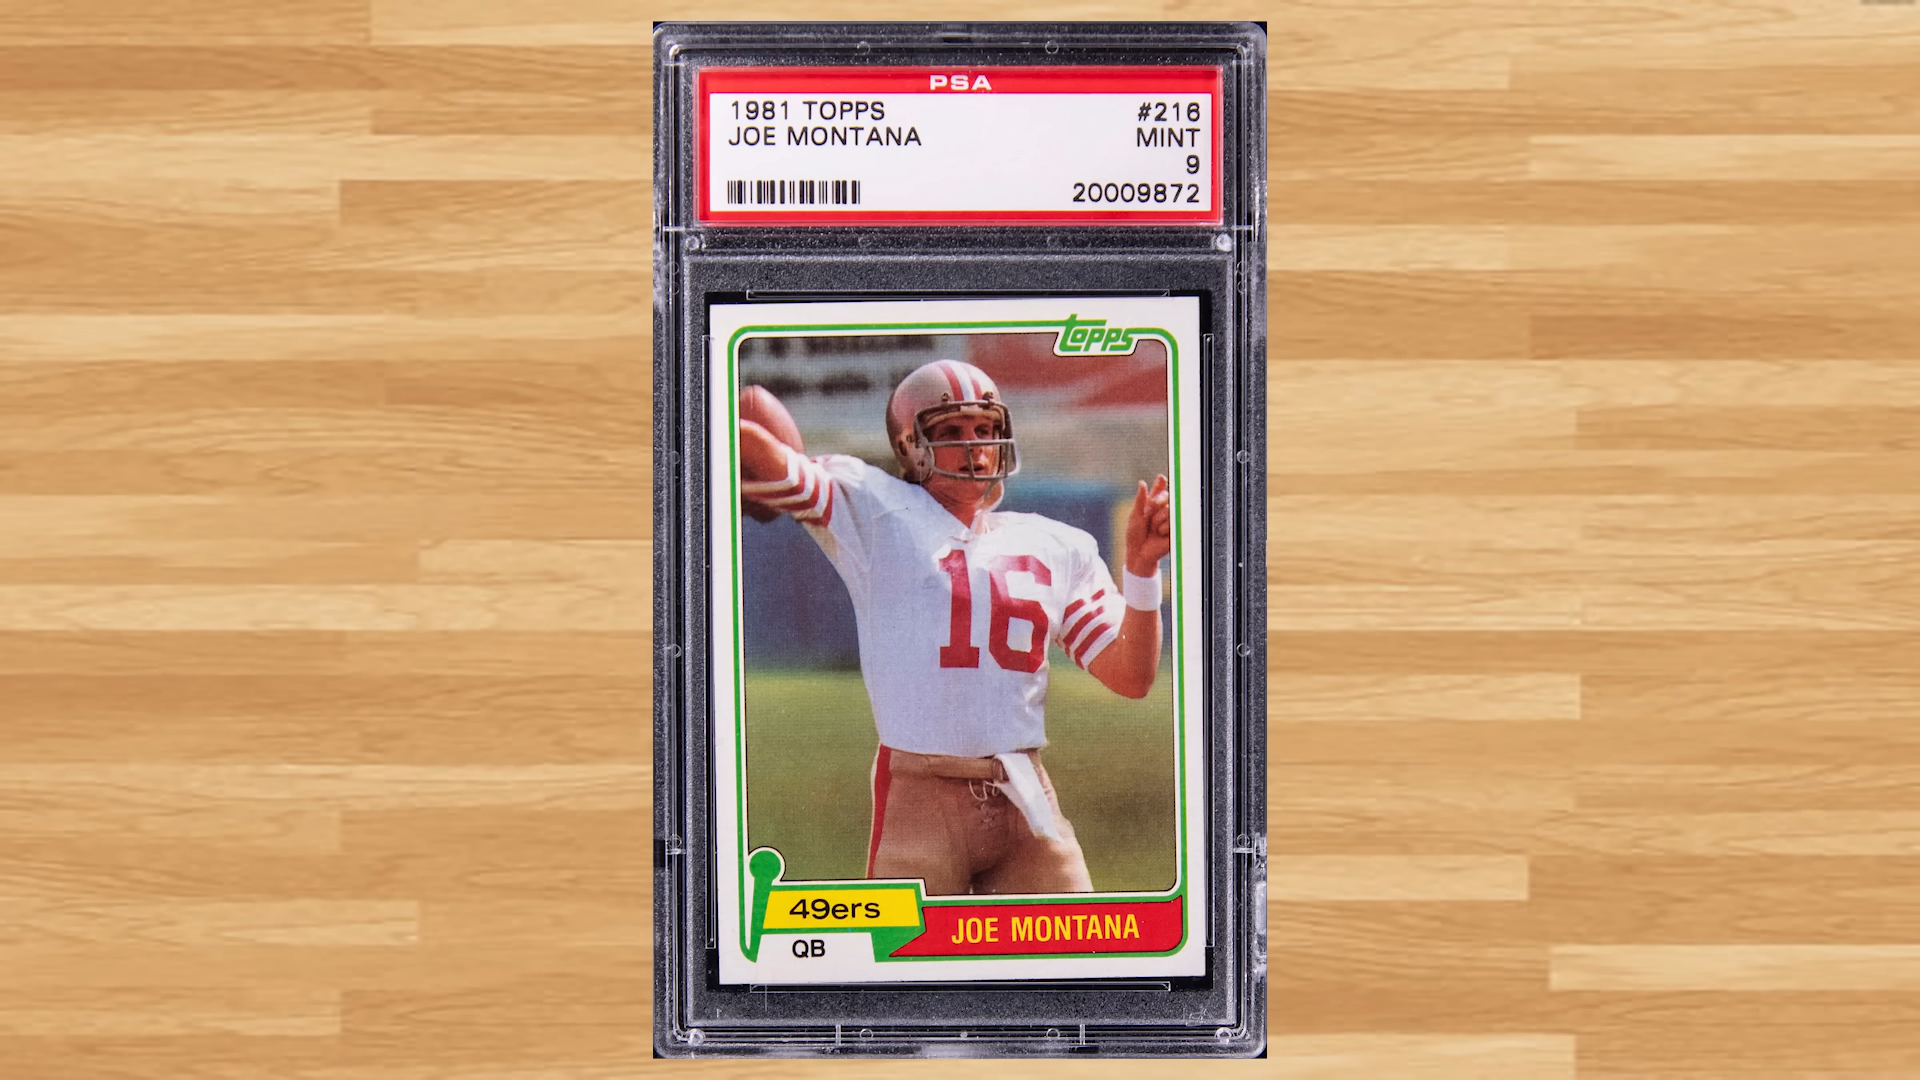 PSA
1981 TOPPS #216
JOE MONTANA MINT
9
20009872
topps
16
49ers
JOE MONTANA
QB